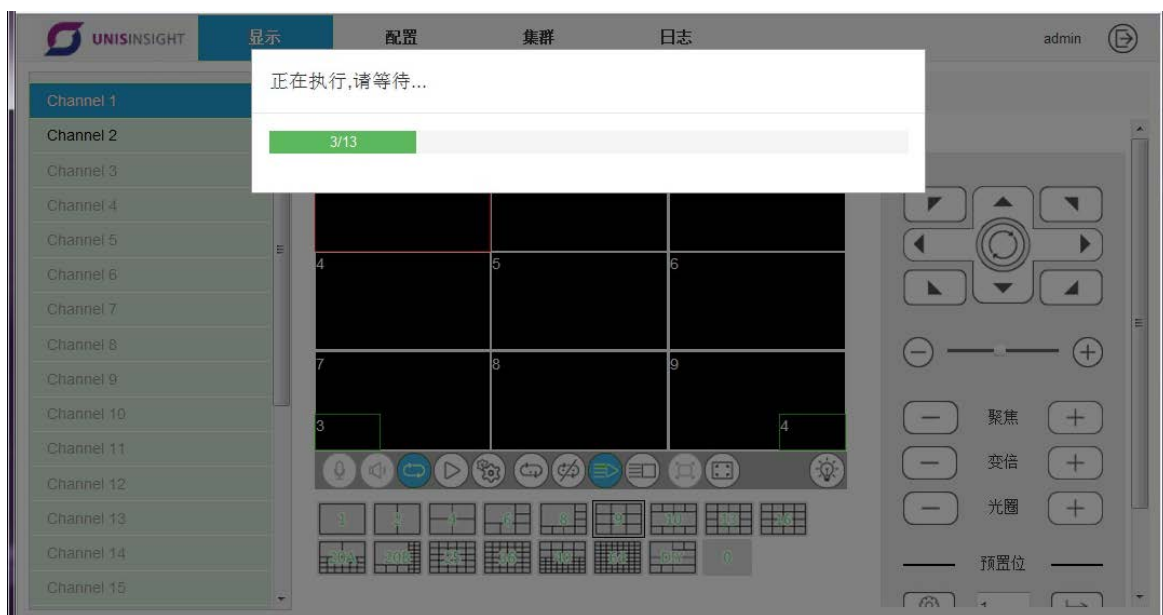 UNISINSIGHT 显示 配置 集群 日志 admin
正在执行,请等待...
3/13
Channel 1
Channel 2
Channel 3
Channel 4
Channel 5
Channel 6
Channel 7
Channel 8
Channel 9
Channel 10
Channel 11
Channel 12
Channel 13
Channel 14
Channel 15
4 5 6
7 8 9
3 4
聚焦
变倍
光圈
预置位
1
1 4 6 8 9 10 16
25 0